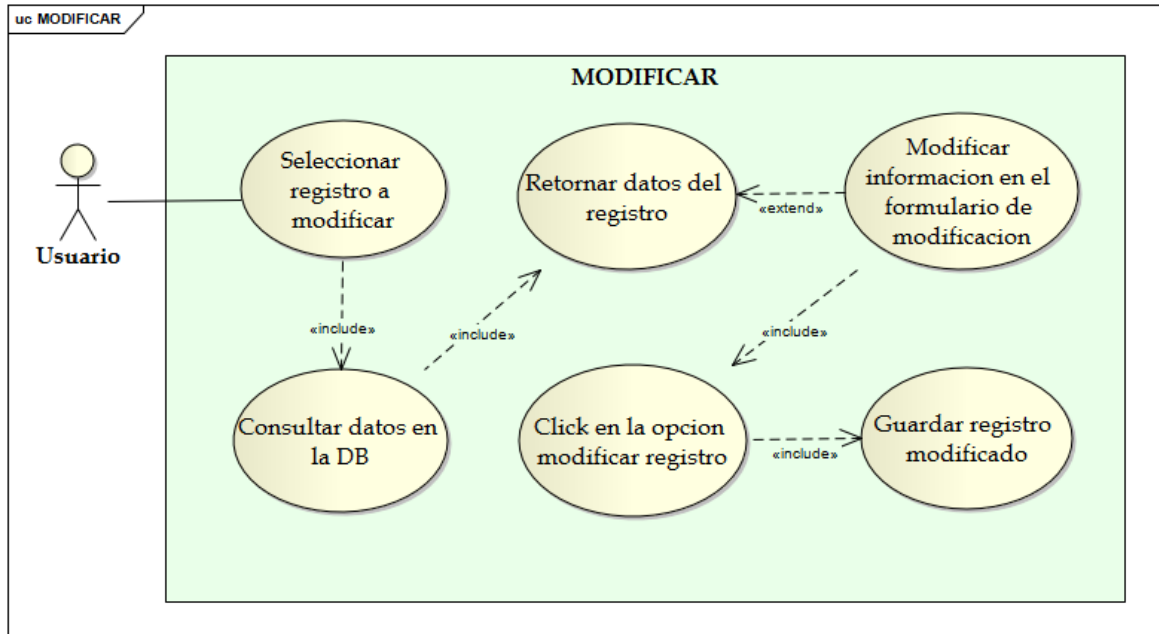 uc MODIFICAR
MODIFICAR
Usuario
Seleccionar
registro a
modificar
Retornar datos del
registro
Modificar
informacion en el
formulario de
modificacion
«extend»
«include»
«include»
«include»
Consultar datos en
la DB
Click en la opcion
modificar registro
«include»
Guardar registro
modificado